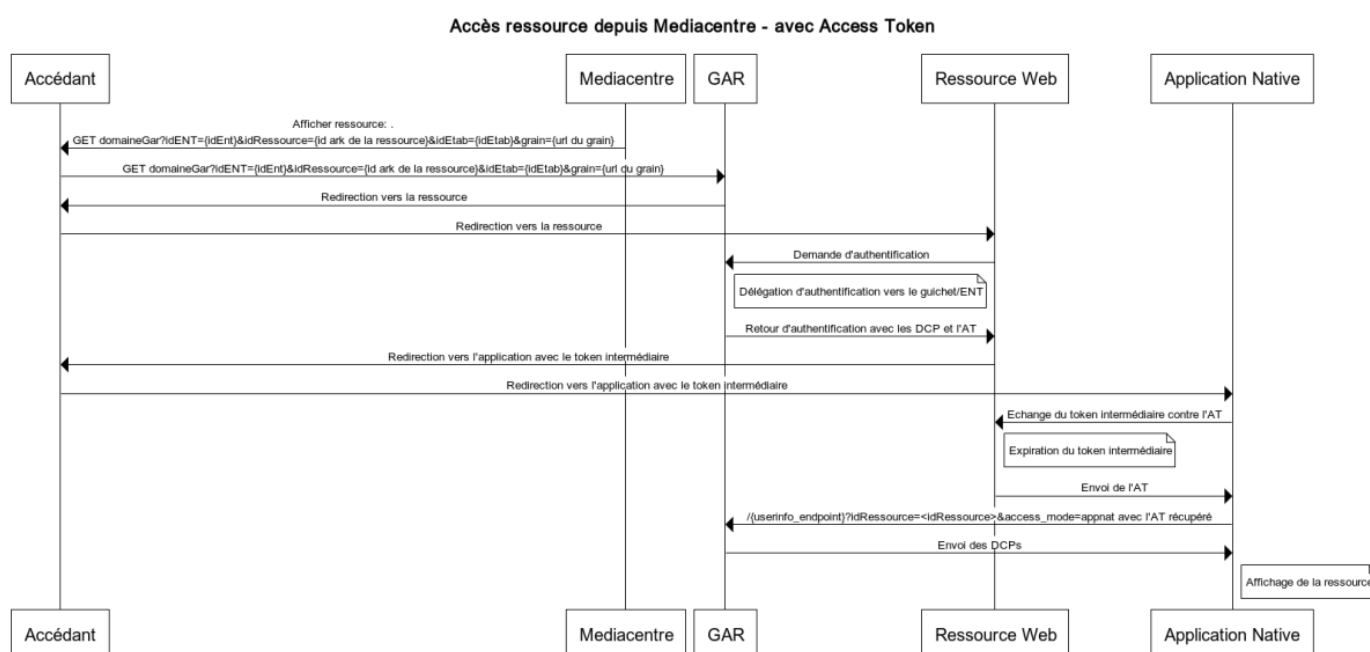 Accès ressource depuis Mediacentre - avec Access Token
Accédant
Mediacentre
GAR
Ressource Web
Application Native
Afficher ressource: .
GET domaineGar?idENT={idEnt}&idRessource={id ark de la ressource}&idEtab={idEtab}&grain={url du grain}
GET domaineGar?idENT={idEnt}&idRessource={id ark de la ressource}&idEtab={idEtab}&grain={url du grain}
Redirection vers la ressource
Redirection vers la ressource
Demande d'authentification
Délégation d'authentification vers le guichet/ENT
Retour d'authentification avec les DCP et l'AT
Redirection vers l'application avec le token intermédiaire
Redirection vers l'application avec le token intermédiaire
Echange du token intermédiaire contre l'AT
Expiration du token intermédiaire
Envoi de l'AT
/{userinfo_endpoint}?idRessource=<idRessource>&access_mode=appnat avec l'AT récupéré
Envoi des DCPs
Affichage de la ressource
Accédant
Mediacentre
GAR
Ressource Web
Application Native